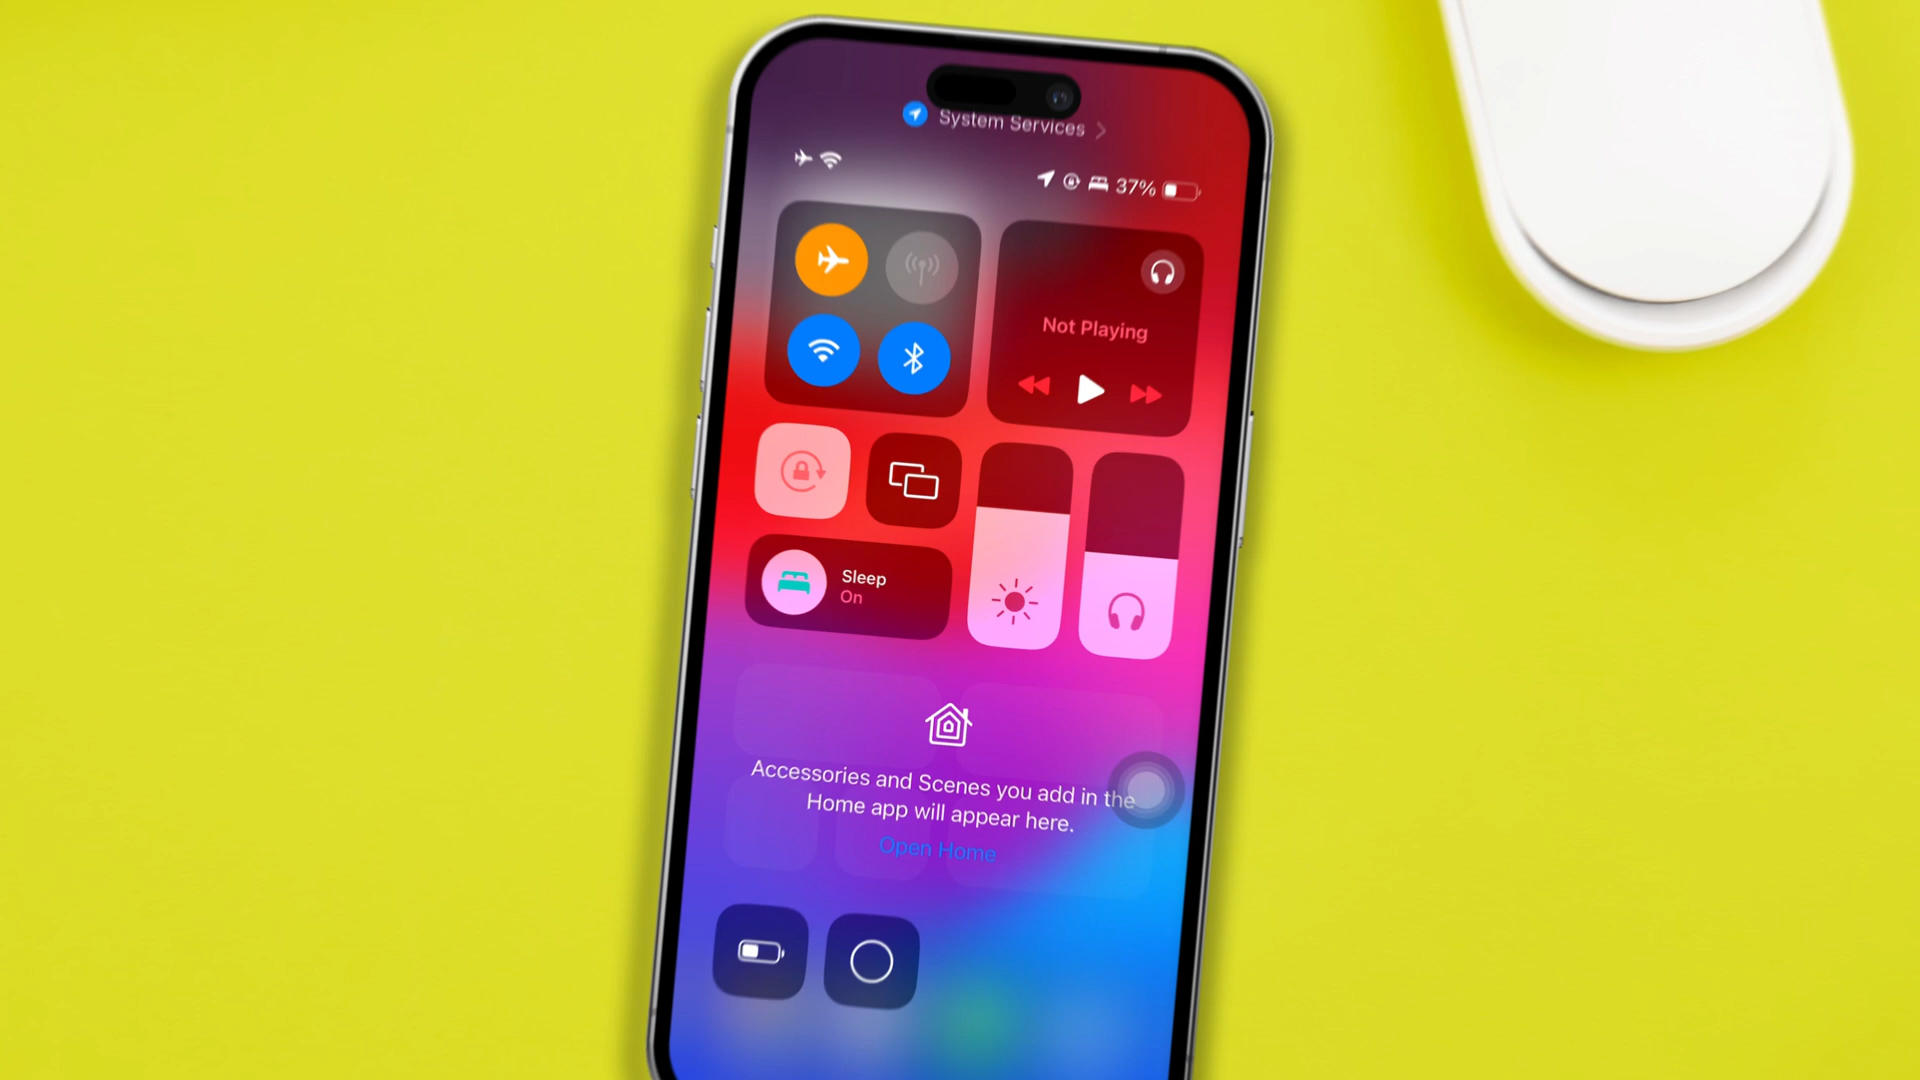 System Services
37%
Not Playing
Sleep
On
Accessories and Scenes you add in the
Home app will appear here.
Open Home